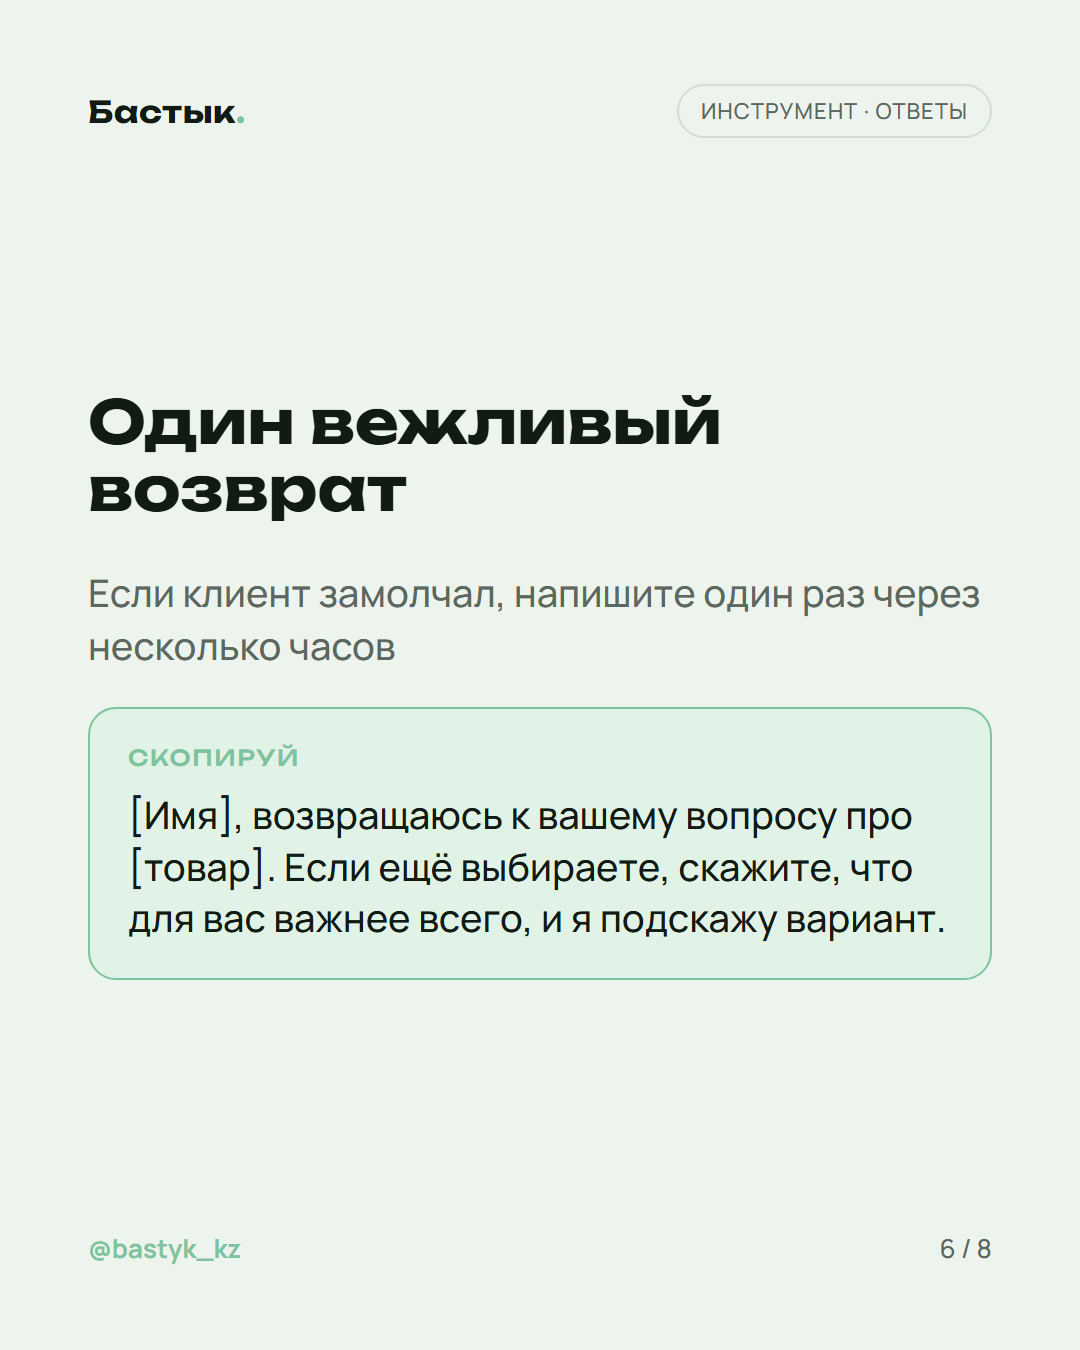 Бастык.
ИНСТРУМЕНТ · ОТВЕТЫ
Один вежливый
возврат
Если клиент замолчал, напишите один раз через
несколько часов
СКОПИРУЙ
[Имя], возвращаюсь к вашему вопросу про
[товар]. Если ещё выбираете, скажите, что
для вас важнее всего, и я подскажу вариант.
@bastyk_kz
6 / 8